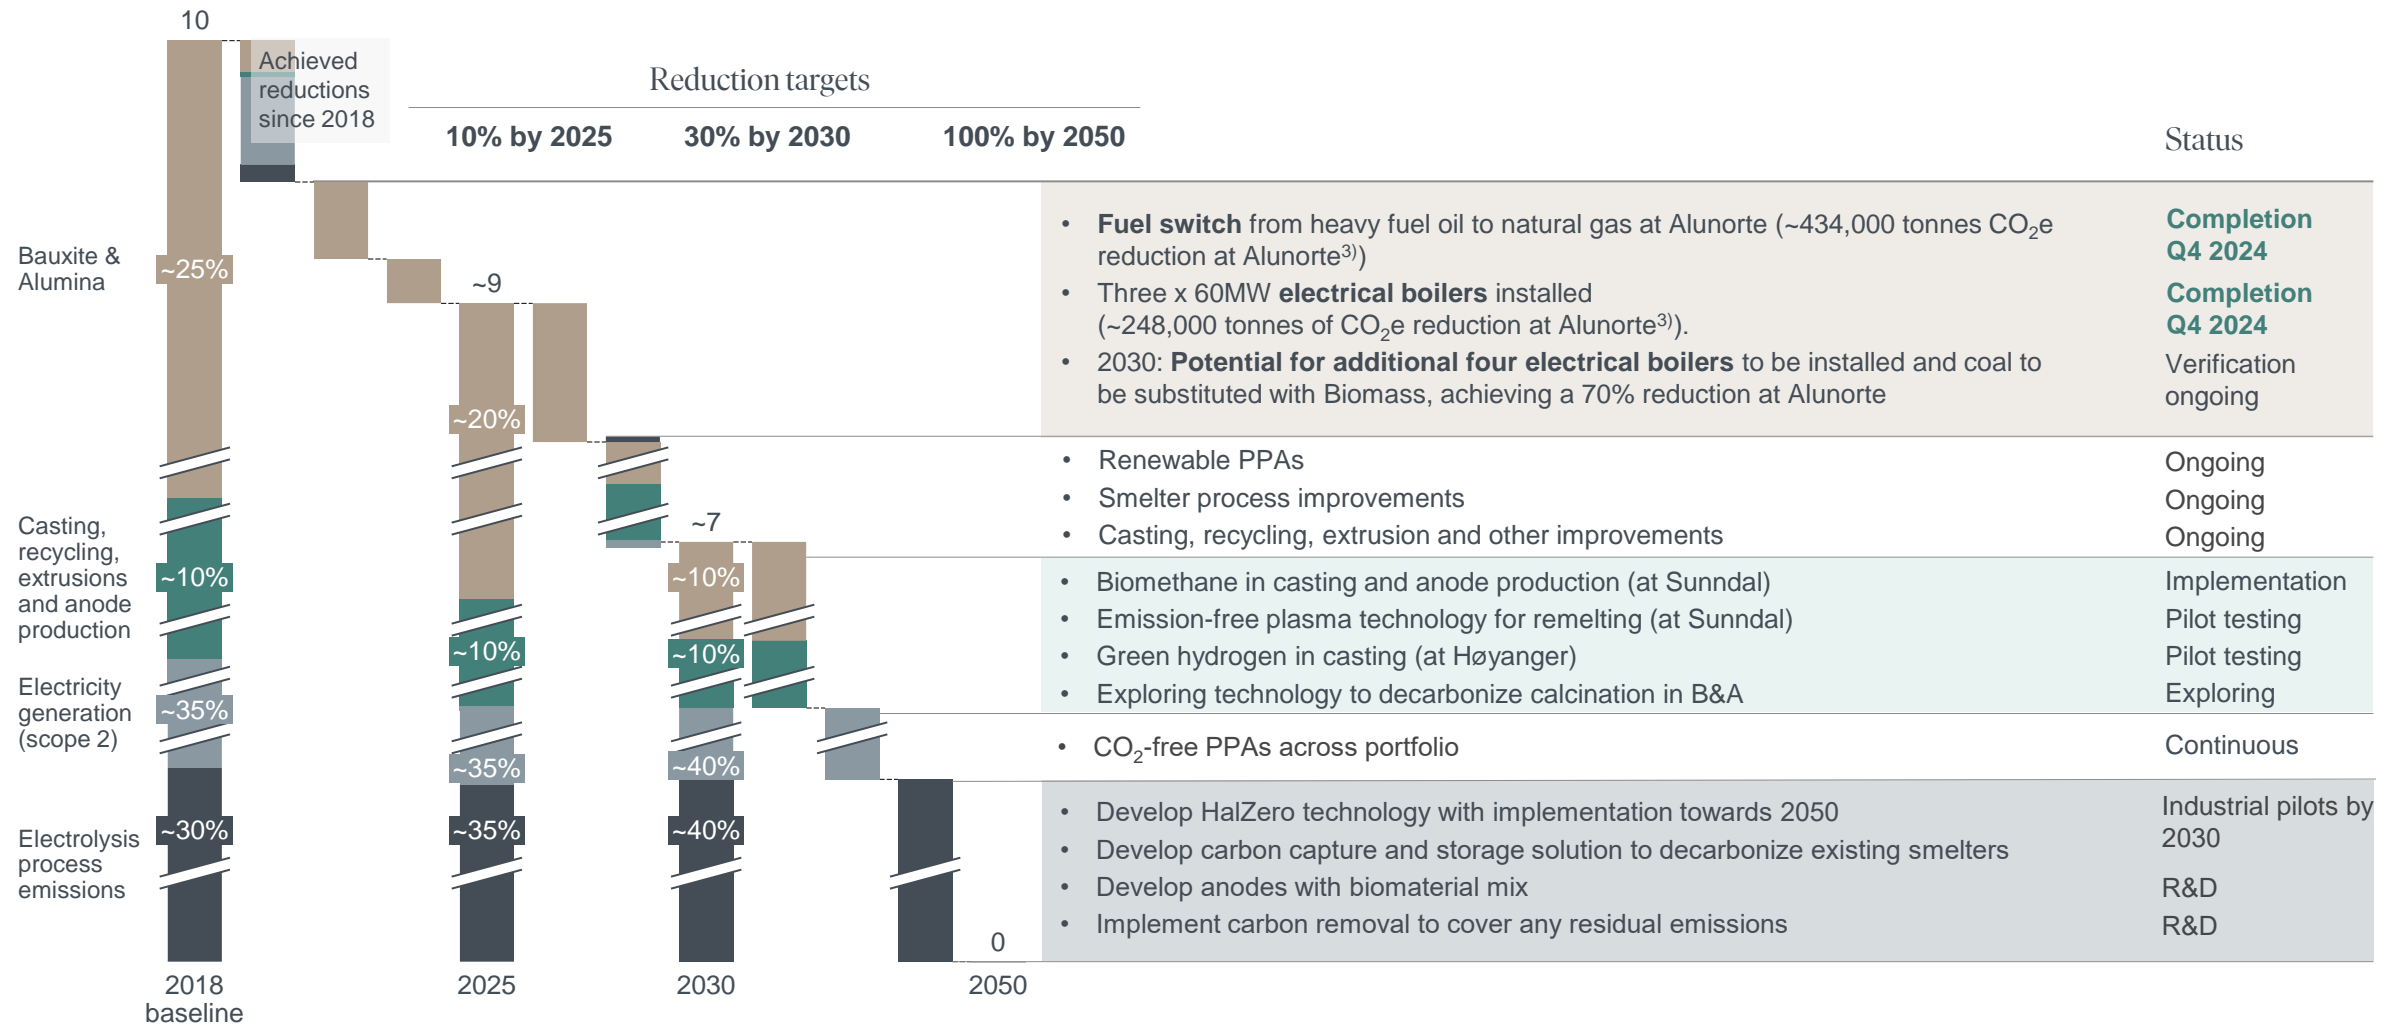 10
Achieved
reductions
since 2018
Reduction targets
10% by 2025
30% by 2030
100% by 2050
Status
Bauxite &
Alumina
~25%
~9
~20%
• Fuel switch from heavy fuel oil to natural gas at Alunorte (~434,000 tonnes CO2e
reduction at Alunorte3))
Completion
Q4 2024
• Three x 60MW electrical boilers installed
(~248,000 tonnes of CO2e reduction at Alunorte3)).
Completion
Q4 2024
• 2030: Potential for additional four electrical boilers to be installed and coal to
be substituted with Biomass, achieving a 70% reduction at Alunorte
Verification
ongoing
• Renewable PPAs
Ongoing
• Smelter process improvements
Ongoing
• Casting, recycling, extrusion and other improvements
Ongoing
Casting,
recycling,
extrusions
and anode
production
~10%
~10%
~7
~10%
~10%
• Biomethane in casting and anode production (at Sunndal)
Implementation
• Emission-free plasma technology for remelting (at Sunndal)
Pilot testing
• Green hydrogen in casting (at Høyanger)
Pilot testing
• Exploring technology to decarbonize calcination in B&A
Exploring
Electricity
generation
(scope 2)
~35%
~35%
~40%
• CO2-free PPAs across portfolio
Continuous
Electrolysis
process
emissions
~30%
~35%
~40%
• Develop HalZero technology with implementation towards 2050
Industrial pilots by
2030
• Develop carbon capture and storage solution to decarbonize existing smelters
• Develop anodes with biomaterial mix
R&D
• Implement carbon removal to cover any residual emissions
R&D
0
2018
baseline
2025
2030
2050